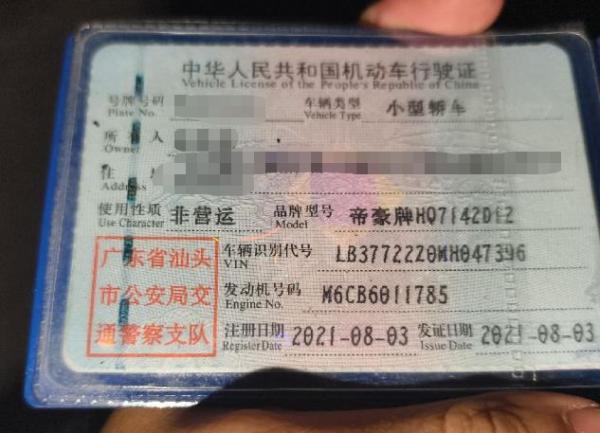 中华人民共和国机动车行驶证
Vehicle License of the People's Republic of China
号牌号码 车辆类型 小型轿车
Plate No. Vehicle Type
所有人
Owner
住 址
Address
使用性质 非营运 品牌型号 帝豪牌HQ7142D12
Use Character Model
广东省汕头
市公安局交
通警察支队
车辆识别代号 LB3772220MH047396
VIN
发动机号码 M6CB6011785
Engine No.
注册日期 2021-08-03 发证日期 2021-08-03
Register Date Issue Date